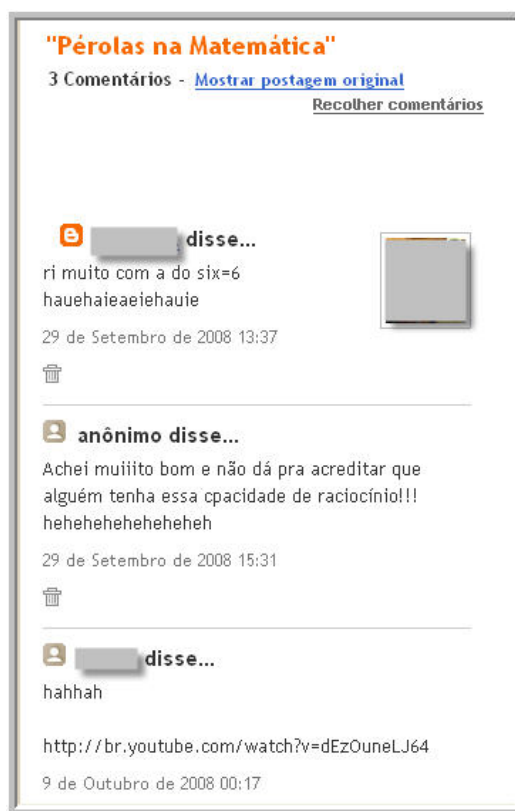 "Pérolas na Matemática"
3 Comentários - Mostrar postagem original
Recolher comentários
disse...
ri muito com a do six=6
hauehaieaeiehauie
29 de Setembro de 2008 13:37
anônimo disse...
Achei muiiito bom e não dá pra acreditar que
alguém tenha essa cpacidade de raciocínio!!!
heheheheheheheheh
29 de Setembro de 2008 15:31
disse...
hahhah
http://br.youtube.com/watch?v=dEzOuneLJ64
9 de Outubro de 2008 00:17